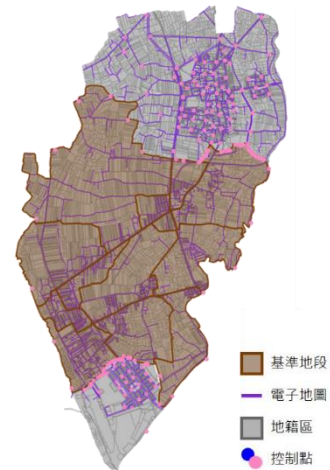 基準地段
電子地圖
地籍區
控制點